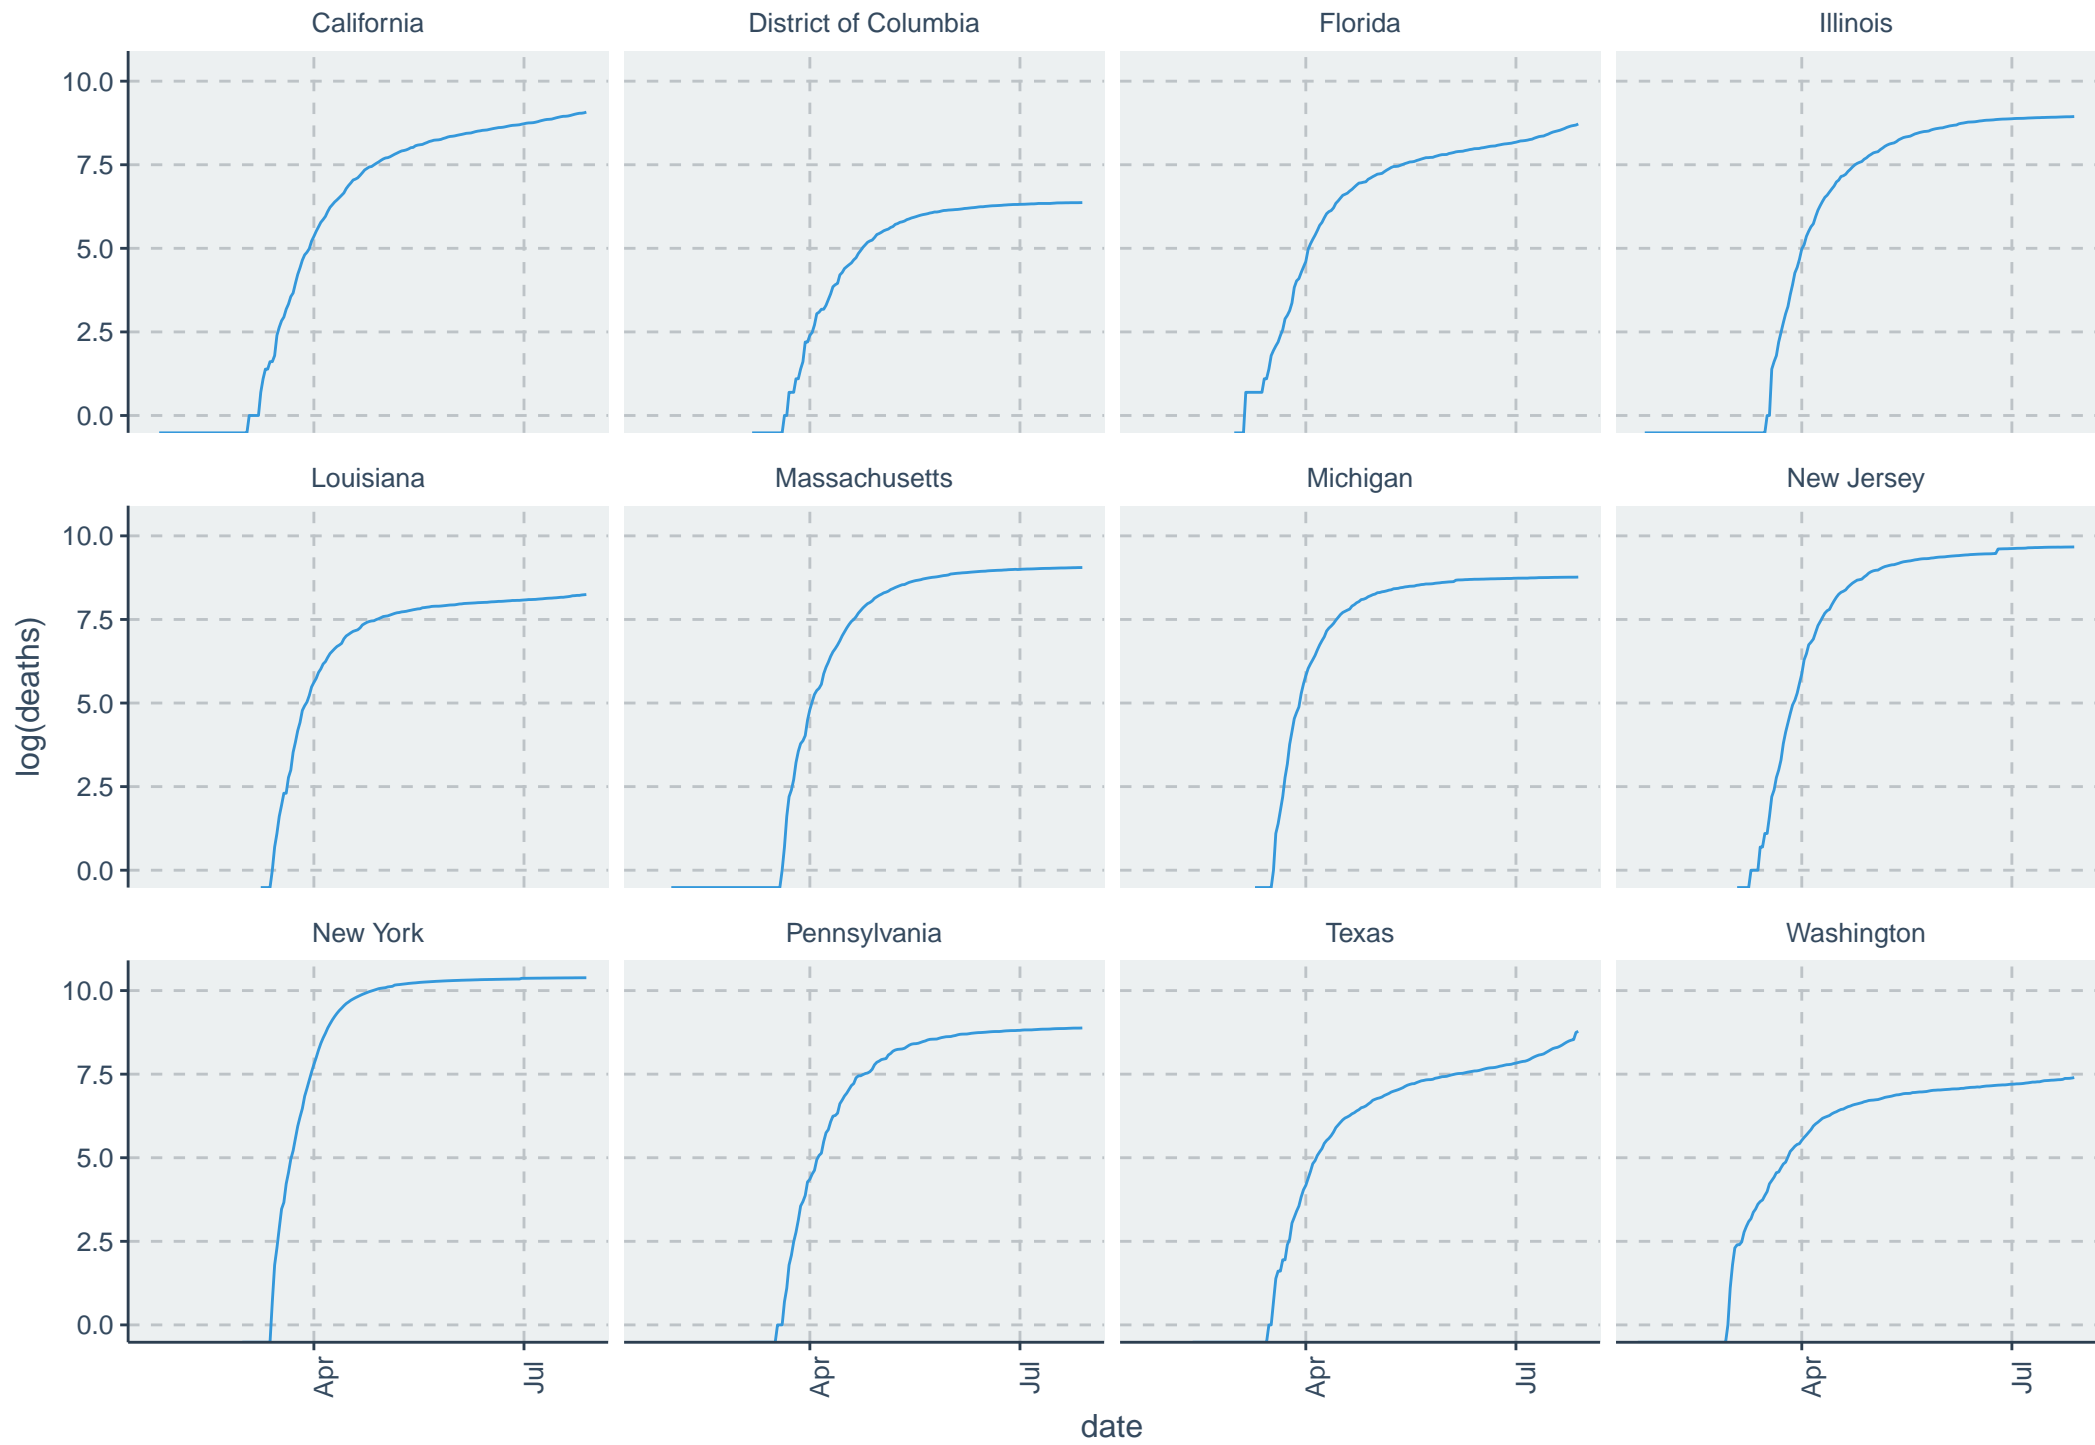 California District of Columbia Florida Illinois
10.0
7.5
5.0
2.5
0.0
Louisiana Massachusetts Michigan New Jersey
10.0
7.5
5.0
2.5
0.0
log(deaths)
New York Pennsylvania Texas Washington
10.0
7.5
5.0
2.5
0.0
Apr Jul Apr Jul Apr Jul Apr Jul
date